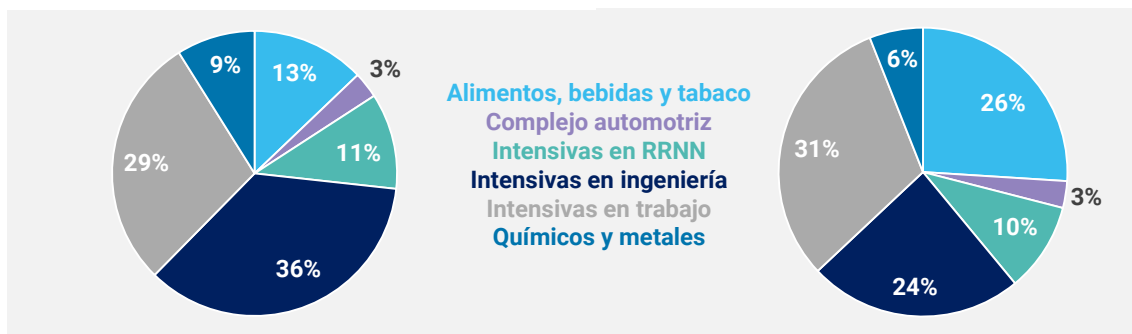 9%
13%
3%
11%
29%
36%
Alimentos, bebidas y tabaco
Complejo automotriz
Intensivas en RRNN
Intensivas en ingeniería
Intensivas en trabajo
Químicos y metales
6%
26%
31%
3%
10%
24%